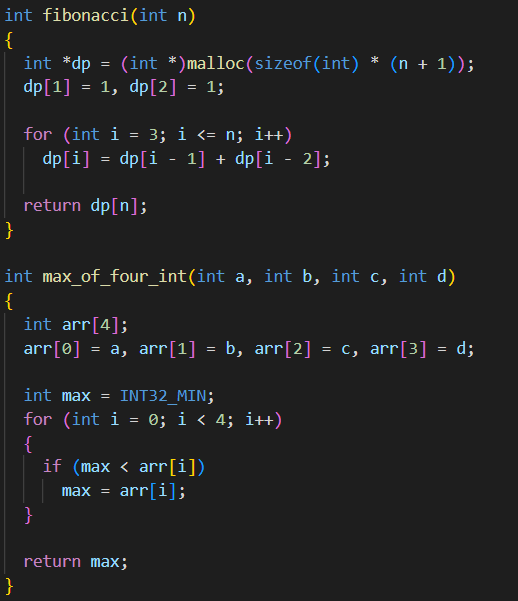 int fibonacci(int n)
{
  int *dp = (int *)malloc(sizeof(int) * (n + 1));
  dp[1] = 1, dp[2] = 1;

  for (int i = 3; i <= n; i++)
    dp[i] = dp[i - 1] + dp[i - 2];

  return dp[n];
}

int max_of_four_int(int a, int b, int c, int d)
{
  int arr[4];
  arr[0] = a, arr[1] = b, arr[2] = c, arr[3] = d;

  int max = INT32_MIN;
  for (int i = 0; i < 4; i++)
  {
    if (max < arr[i])
      max = arr[i];
  }

  return max;
}